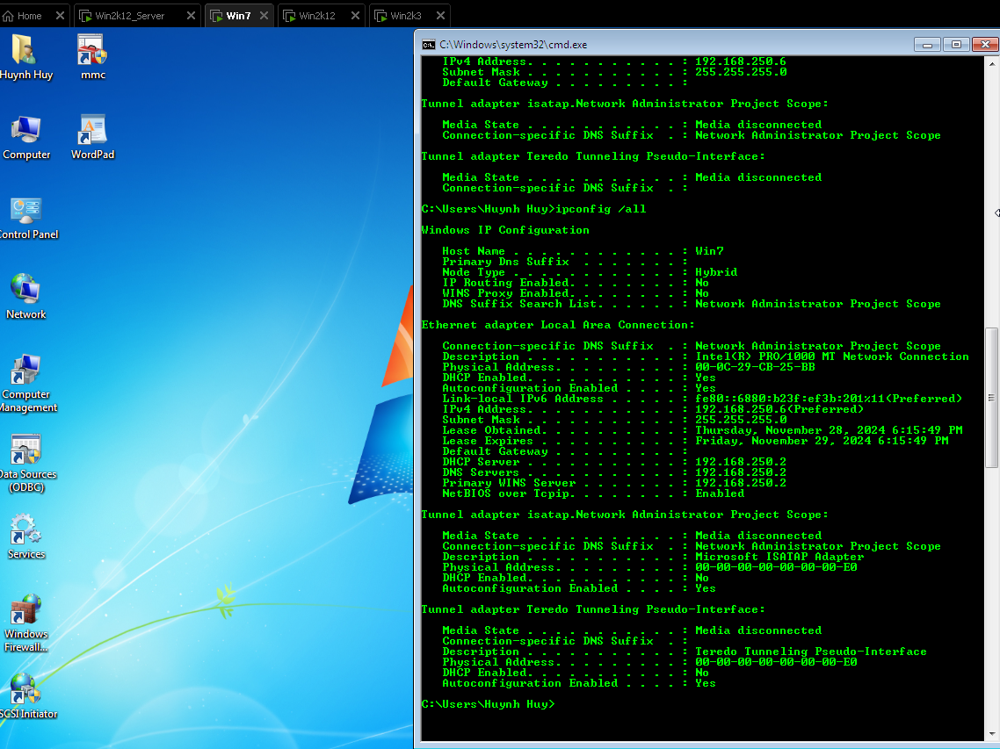 Home
Win2k12_Server
Win7
Win2k12
Win2k3
Huynh Huy
mmc
Computer
WordPad
Control Panel
Network
Computer
Management
Data Sources
(ODBC)
Services
Windows
Firewall...
SCSI Initiator
C:\Windows\system32\cmd.exe
IPv4 Address. . . . . . . . . . . : 192.168.250.6
Subnet Mask . . . . . . . . . . . : 255.255.255.0
Default Gateway . . . . . . . . . :
Tunnel adapter isatap.Network Administrator Project Scope:
Media State . . . . . . . . . . . : Media disconnected
Connection-specific DNS Suffix  . : Network Administrator Project Scope
Tunnel adapter Teredo Tunneling Pseudo-Interface:
Media State . . . . . . . . . . . : Media disconnected
Connection-specific DNS Suffix  . :
C:\Users\Huynh Huy>ipconfig /all
Windows IP Configuration
Host Name . . . . . . . . . . . . : Win7
Primary Dns Suffix  . . . . . . . :
Node Type . . . . . . . . . . . . : Hybrid
IP Routing Enabled. . . . . . . . : No
WINS Proxy Enabled. . . . . . . . : No
DNS Suffix Search List. . . . . . : Network Administrator Project Scope
Ethernet adapter Local Area Connection:
Connection-specific DNS Suffix  . : Network Administrator Project Scope
Description . . . . . . . . . . . : Intel(R) PRO/1000 MT Network Connection
Physical Address. . . . . . . . . : 00-0C-29-CB-25-BB
DHCP Enabled. . . . . . . . . . . : Yes
Autoconfiguration Enabled . . . . : Yes
Link-local IPv6 Address . . . . . : fe80::6880:b23f:ef3b:201%11(Preferred)
IPv4 Address. . . . . . . . . . . : 192.168.250.6(Preferred)
Subnet Mask . . . . . . . . . . . : 255.255.255.0
Lease Obtained. . . . . . . . . . : Thursday, November 28, 2024 6:15:49 PM
Lease Expires . . . . . . . . . . : Friday, November 29, 2024 6:15:49 PM
Default Gateway . . . . . . . . . :
DHCP Server . . . . . . . . . . . : 192.168.250.2
DNS Servers . . . . . . . . . . . : 192.168.250.2
Primary WINS Server . . . . . . . : 192.168.250.2
NetBIOS over Tcpip. . . . . . . . : Enabled
Tunnel adapter isatap.Network Administrator Project Scope:
Media State . . . . . . . . . . . : Media disconnected
Connection-specific DNS Suffix  . : Network Administrator Project Scope
Description . . . . . . . . . . . : Microsoft ISATAP Adapter
Physical Address. . . . . . . . . : 00-00-00-00-00-00-00-E0
DHCP Enabled. . . . . . . . . . . : No
Autoconfiguration Enabled . . . . : Yes
Tunnel adapter Teredo Tunneling Pseudo-Interface:
Media State . . . . . . . . . . . : Media disconnected
Connection-specific DNS Suffix  . :
Description . . . . . . . . . . . : Teredo Tunneling Pseudo-Interface
Physical Address. . . . . . . . . : 00-00-00-00-00-00-00-E0
DHCP Enabled. . . . . . . . . . . : No
Autoconfiguration Enabled . . . . : Yes
C:\Users\Huynh Huy>